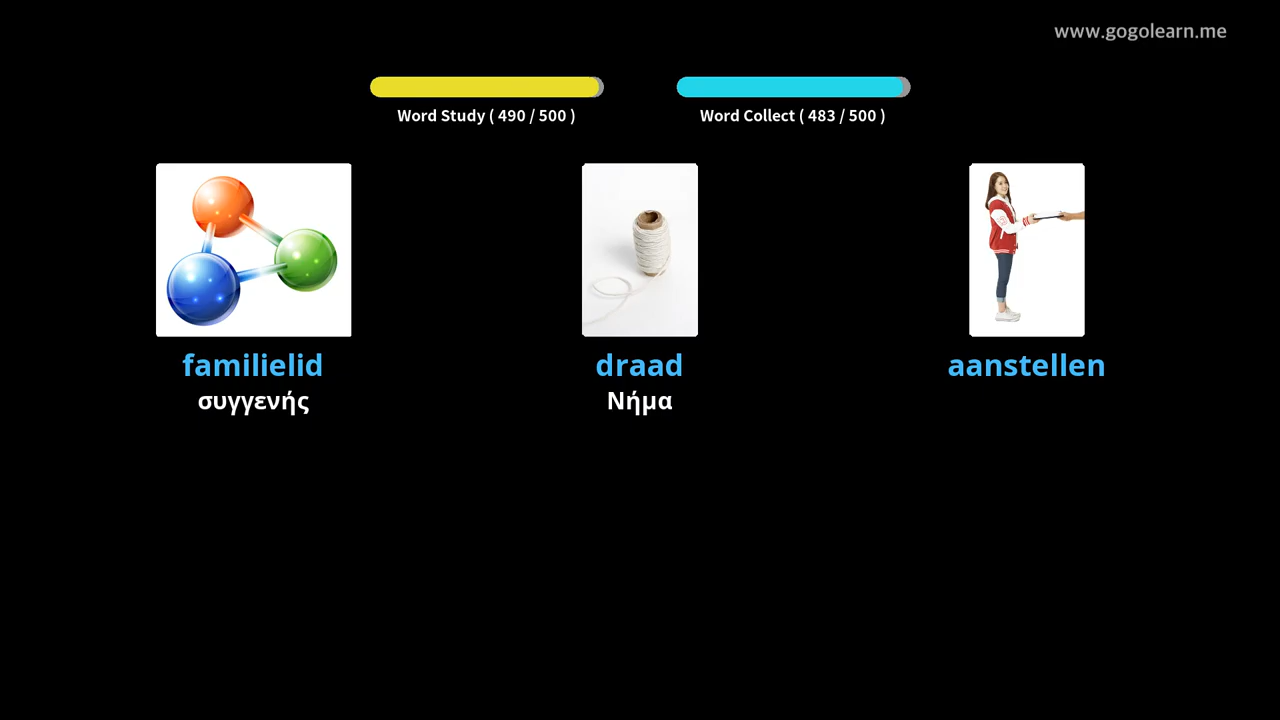 www.gogolearn.me
Word Study ( 490 / 500 )
Word Collect ( 483 / 500 )
familielid
συγγενής
draad
Νήμα
aanstellen